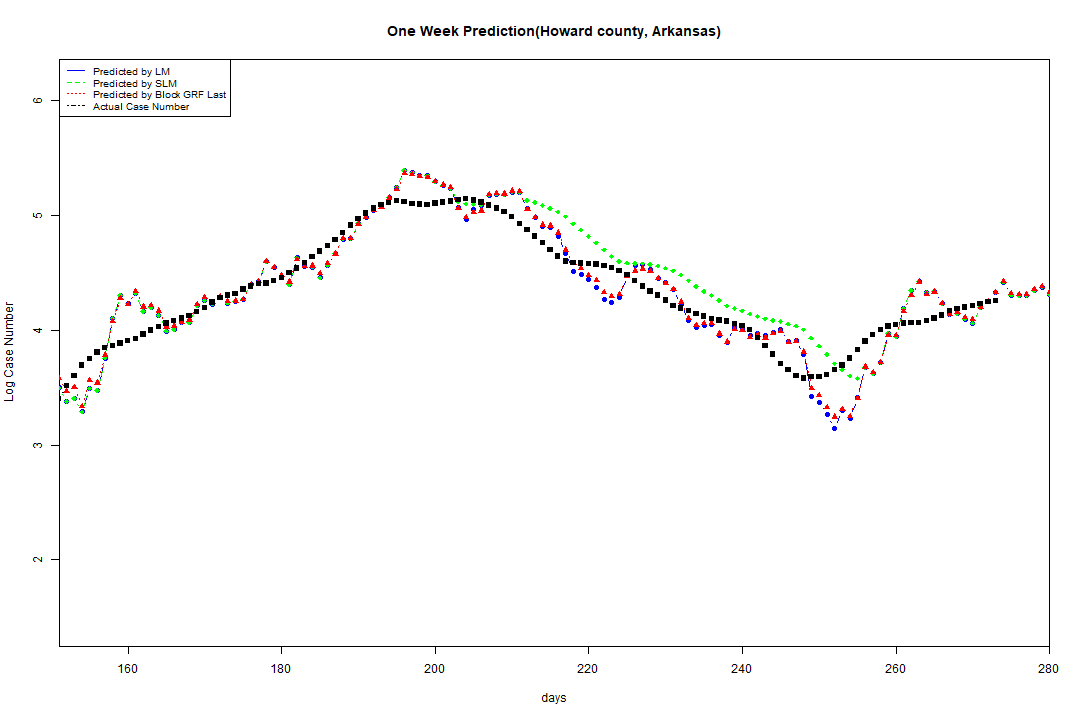 One Week Prediction(Howard county, Arkansas)
Predicted by LM
Predicted by SLM
Predicted by Block GRF Last
Actual Case Number
6
5
4
3
2
Log Case Number
160 180 200 220 240 260 280
days